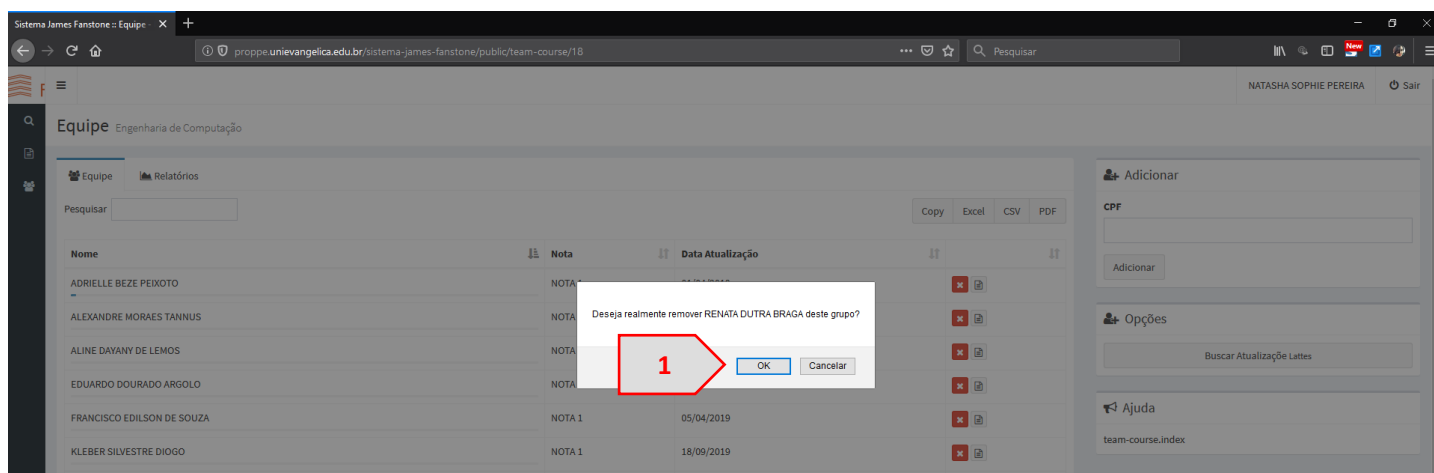 Sistema James Fanstone :: Equipe -
proppe.unievangelica.edu.br/sistema-james-fanstone/public/team-course/18
Pesquisar
New
NATASHA SOPHIE PEREIRA
Sair
Equipe Engenharia de Computação
Equipe
Relatórios
Pesquisar
Copy
Excel
CSV
PDF
Nome
Nota
Data Atualização
ADRIELLE BEZE PEIXOTO
NOTA
ALEXANDRE MORAES TANNUS
NOTA
ALINE DAYANY DE LEMOS
NOTA
EDUARDO DOURADO ARGOLO
NOTA
FRANCISCO EDILSON DE SOUZA
NOTA 1
05/04/2019
KLEBER SILVESTRE DIOGO
NOTA 1
18/09/2019
Deseja realmente remover RENATA DUTRA BRAGA deste grupo?
1
OK
Cancelar
Adicionar
CPF
Adicionar
Opções
Buscar Atualizaçõe Lattes
Ajuda
team-course.index